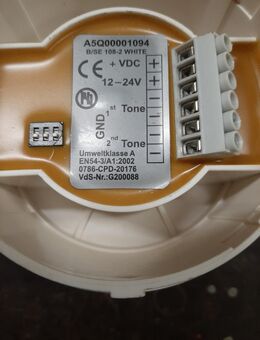 A5Q00001094
B/SE 108-2 WHITE
CE + VDC
12–24V
1st Tone
GND
2nd Tone
Umweltklasse A
EN54-3/A1:2002
0786-CPD-20176
VdS-Nr.:G200088